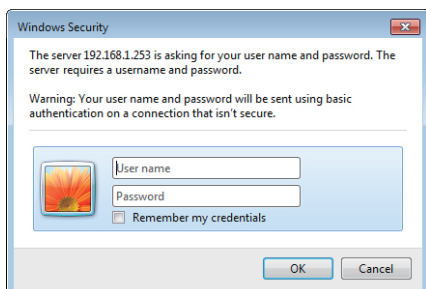 Windows Security
The server 192.168.1.253 is asking for your user name and password. The
server requires a username and password.
Warning: Your user name and password will be sent using basic
authentication on a connection that isn't secure.
User name
Password
Remember my credentials
OK
Cancel